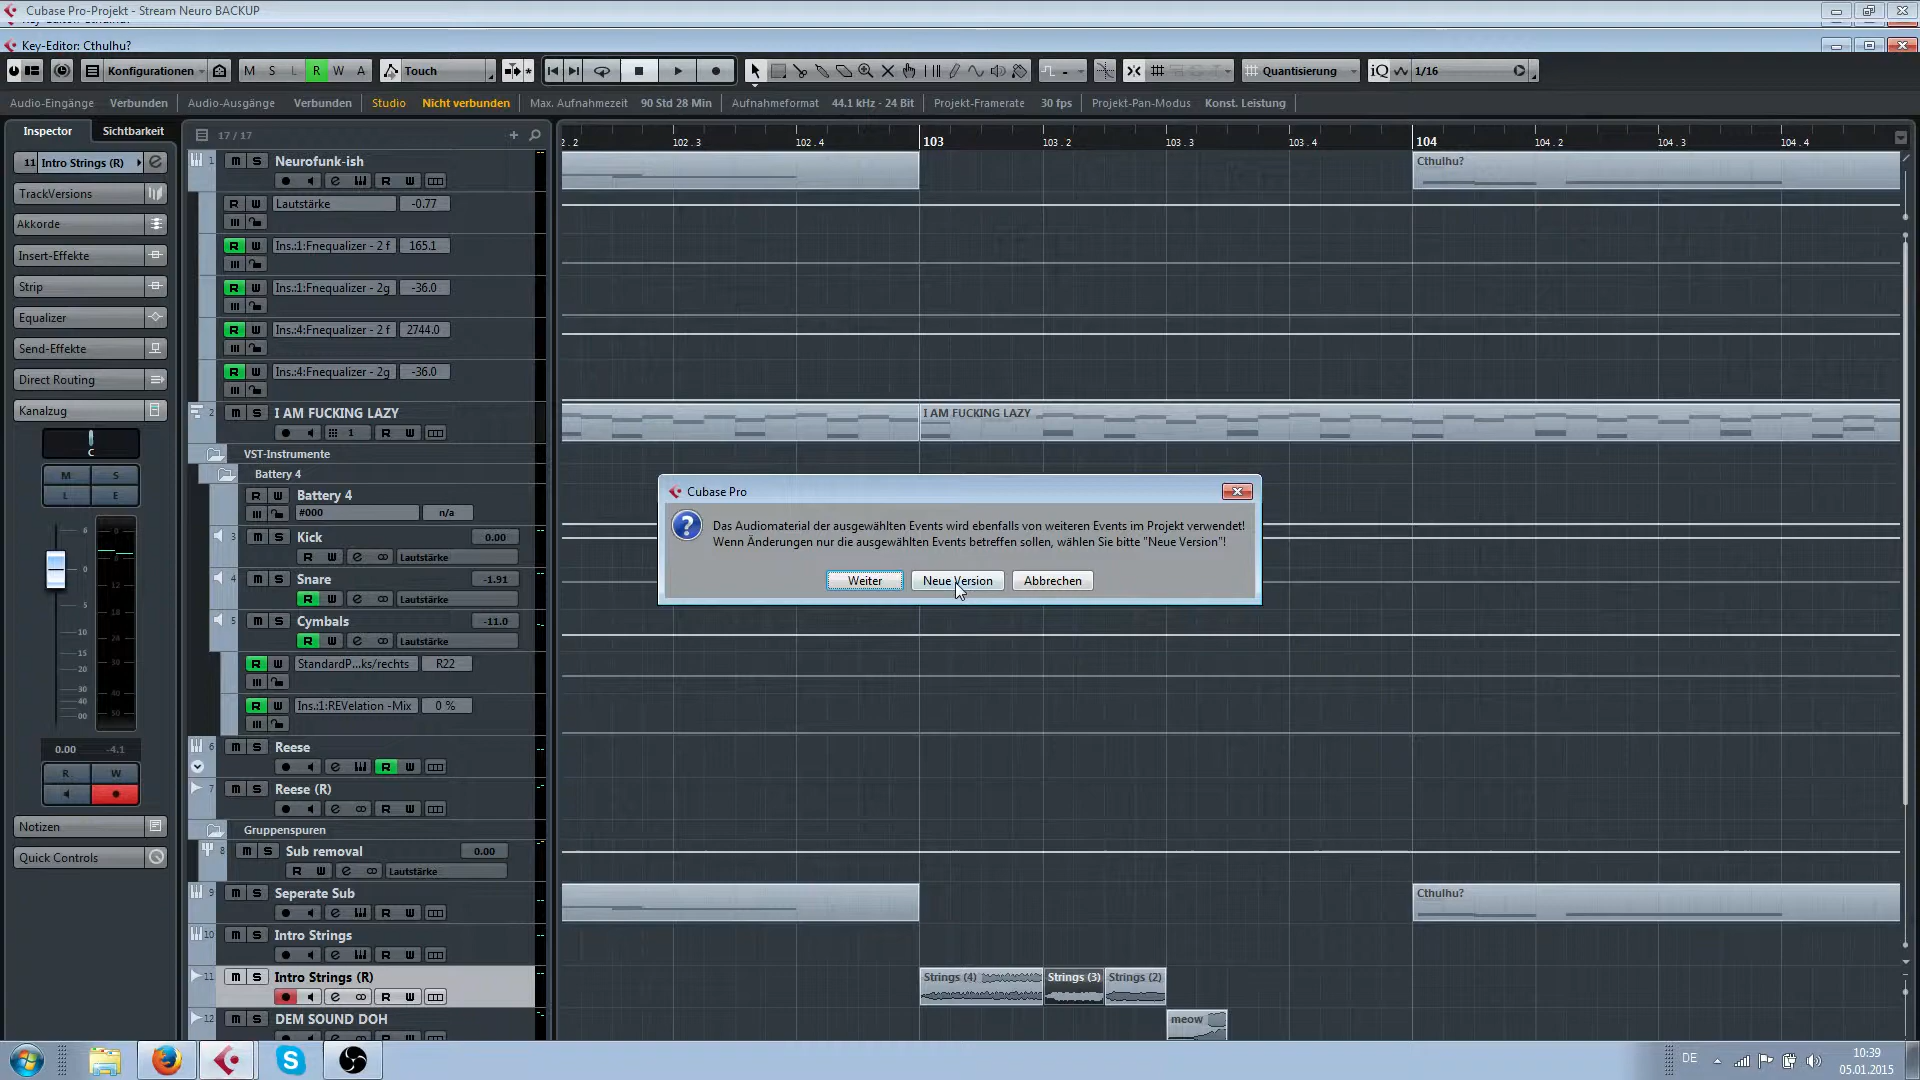 Cubase Pro-Projekt - Stream Neuro BACKUP
Key-Editor: Cthulhu?
Konfigurationen
M S L R W A
Touch
Quantisierung
iQ
1/16
Audio-Eingänge Verbunden
Audio-Ausgänge Verbunden
Studio Nicht verbunden
Max. Aufnahmezeit 90 Std 28 Min
Aufnahmeformat 44.1 kHz - 24 Bit
Projekt-Framerate 30 fps
Projekt-Pan-Modus Konst. Leistung
Inspector
Sichtbarkeit
17 / 17
2. 2 102. 3 102. 4 103 103. 2 103. 3 103. 4 104 104. 2 104. 3 104. 4
11 Intro Strings (R)
TrackVersions
Akkorde
Insert-Effekte
Strip
Equalizer
Send-Effekte
Direct Routing
Kanalzug
C
M S
L E
0.00 -4.1
R W
Notizen
Quick Controls
1 m S Neurofunk-ish
R W
Cthulhu?
R W Lautstärke -0.77
R W Ins.:1:Fnequalizer - 2 f 165.1
R W Ins.:1:Fnequalizer - 2g -36.0
R W Ins.:4:Fnequalizer - 2 f 2744.0
R W Ins.:4:Fnequalizer - 2g -36.0
2 m S I AM FUCKING LAZY
1 R W
I AM FUCKING LAZY
VST-Instrumente
Battery 4
R W Battery 4
#000 n/a
3 m S Kick 0.00
R W e Lautstärke
4 m S Snare -1.91
R W e Lautstärke
5 m S Cymbals -11.0
R W e Lautstärke
R W StandardP...ks/rechts R22
R W Ins.:1:REVelation -Mix 0 %
6 m S Reese
R W
7 m S Reese (R)
R W
Gruppenspuren
8 m S Sub removal 0.00
R W e Lautstärke
9 m S Seperate Sub
R W
Cthulhu?
10 m S Intro Strings
R W
11 m S Intro Strings (R)
R W
Strings (4) Strings (3) Strings (2)
12 m S DEM SOUND DOH
meow
Cubase Pro
Das Audiomaterial der ausgewählten Events wird ebenfalls von weiteren Events im Projekt verwendet!
Wenn Änderungen nur die ausgewählten Events betreffen sollen, wählen Sie bitte "Neue Version"!
Weiter
Neue Version
Abbrechen
DE
10:39
05.01.2015